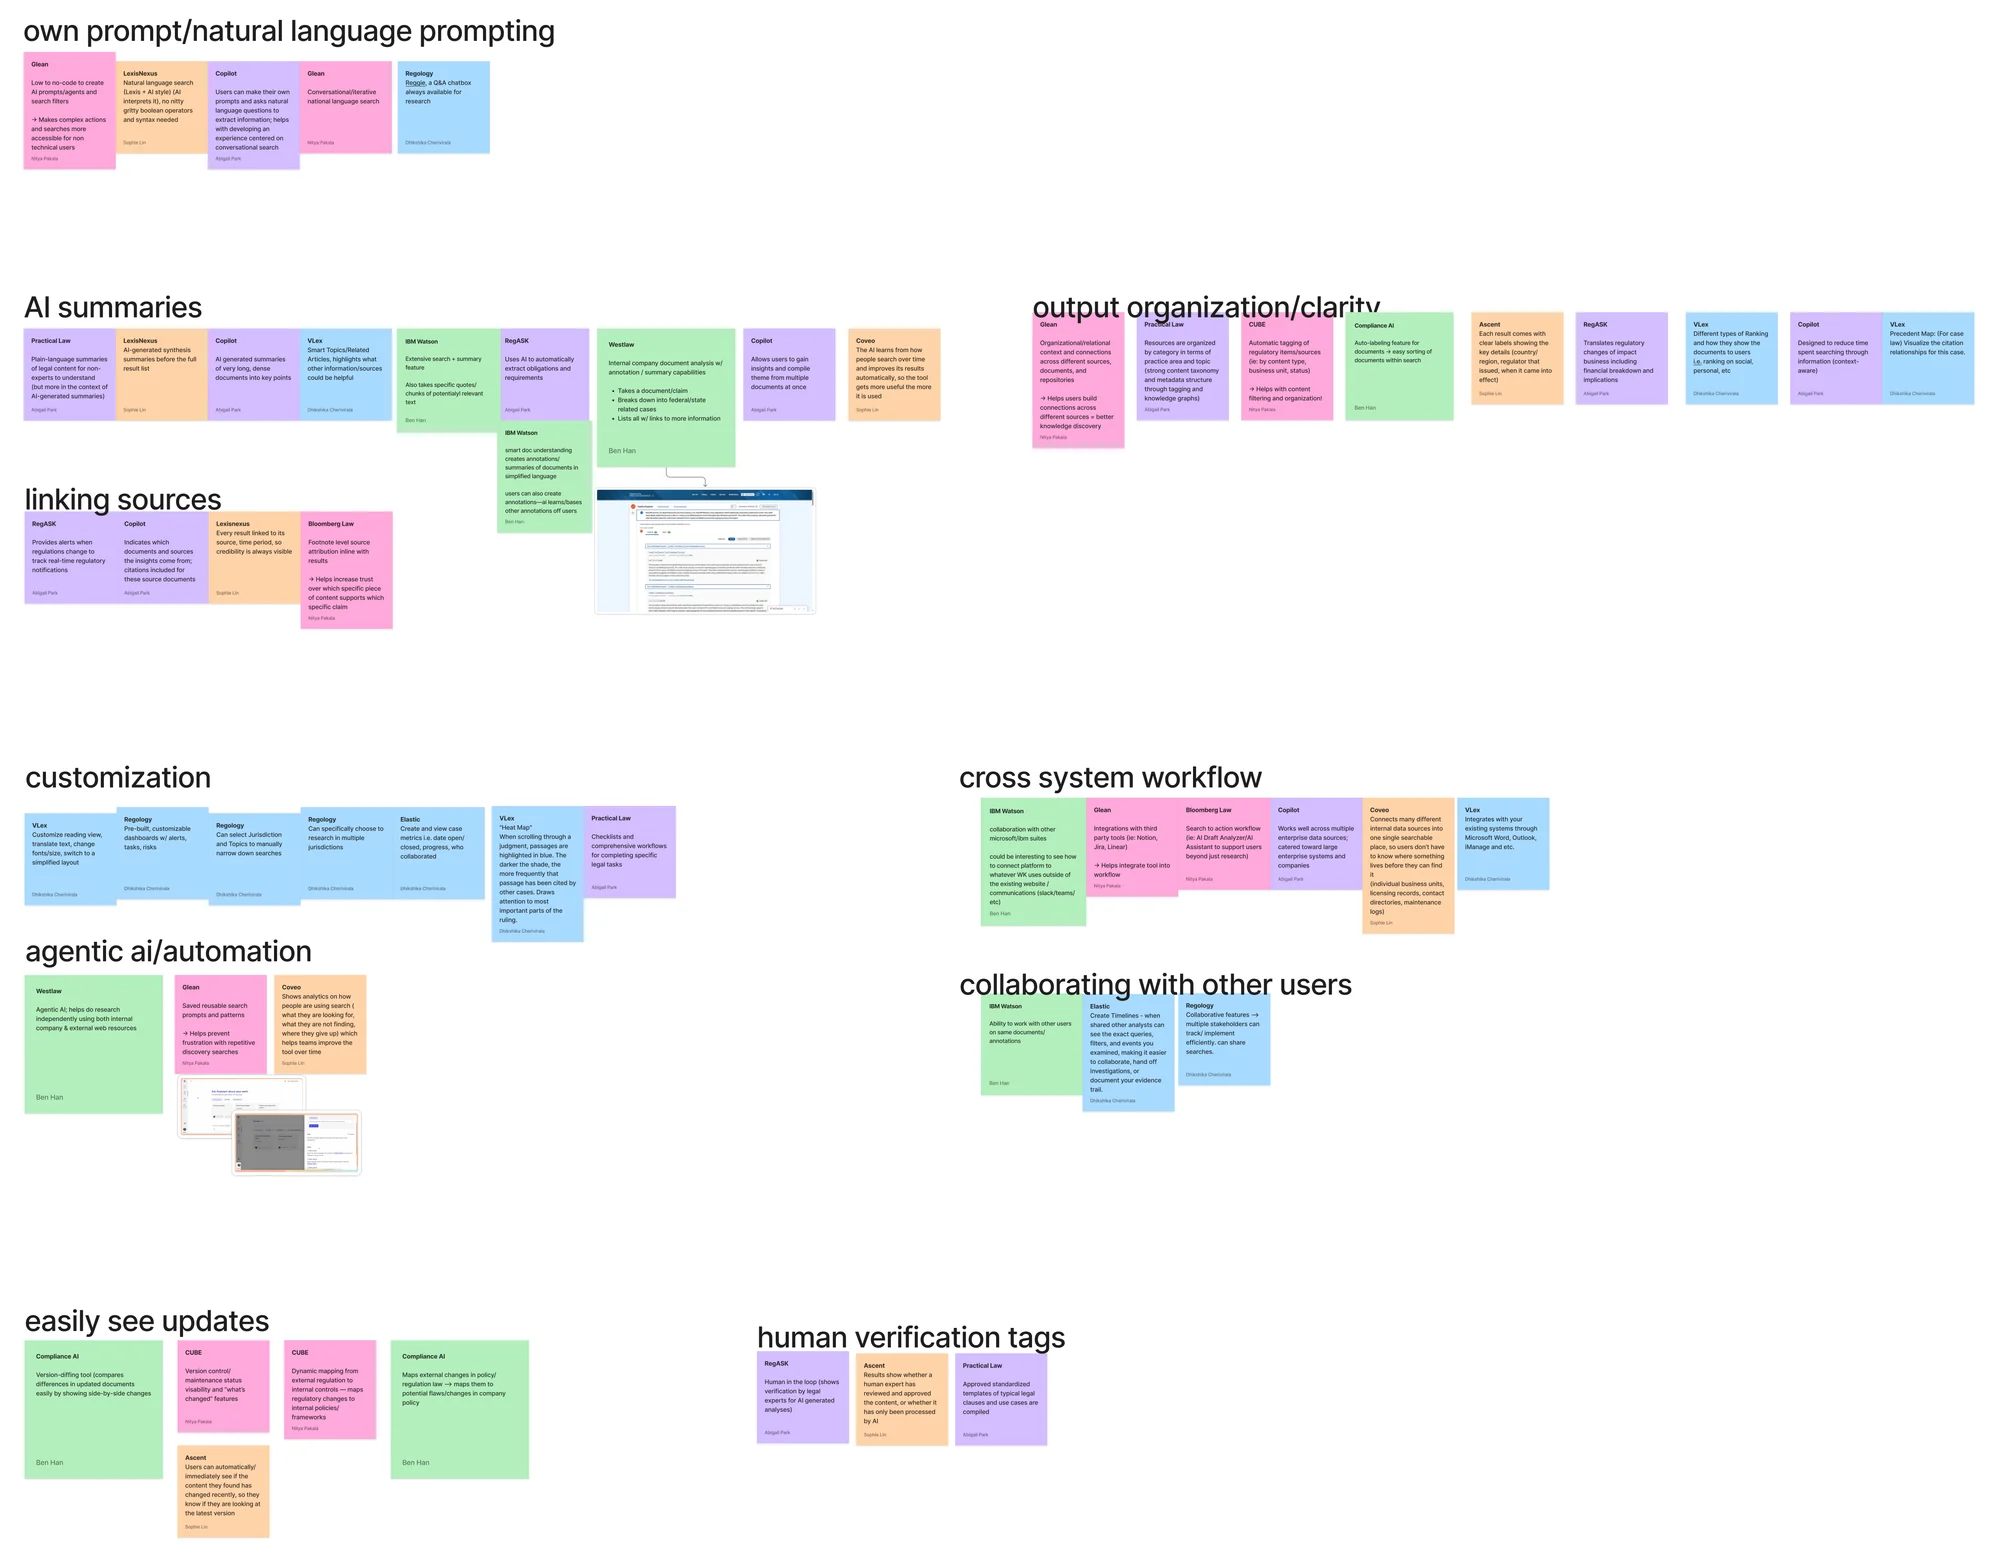 own prompt/natural language prompting
Glean
Low to no-code to create
AI prompts/agents and
search filters
→ Makes complex actions
and searches more
accessible for non
technical users
Nitya Pakala
LexisNexus
Natural language search
(Lexis + AI style) (AI
interprets it), no nitty
gritty boolean operators
and syntax needed
Sophie Lin
Copilot
Users can make their own
prompts and asks natural
language questions to
extract information; helps
with developing an
experience centered on
conversational search
Abigail Park
Glean
Conversational/iterative
national language search
Nitya Pakala
Regology
Reggie, a Q&A chatbox
always available for
research
Dhikshika Cherivirala
AI summaries
Practical Law
Plain-language summaries
of legal content for non-
experts to understand
(but more in the context of
AI-generated summaries)
Abigail Park
LexisNexus
AI-generated synthesis
summaries before the full
result list
Sophie Lin
Copilot
AI generated summaries
of very long, dense
documents into key points
Abigail Park
VLex
Smart Topics/Related
Articles, highlights what
other information/sources
could be helpful
Dhikshika Cherivirala
IBM Watson
Extensive search + summary
feature
Also takes specific quotes/
chunks of potentialyl relevant
text
Ben Han
RegASK
Uses AI to automatically
extract obligations and
requirements
Abigail Park
IBM Watson
smart doc understanding
creates annotations/
summaries of documents in
simplified language
users can also create
annotations—ai learns/bases
other annotations off users
Ben Han
Westlaw
Internal company document analysis w/
annotation / summary capabilities
• Takes a document/claim
• Breaks down into federal/state
related cases
• Lists all w/ links to more information
Ben Han
Copilot
Allows users to gain
insights and compile
theme from multiple
documents at once
Abigail Park
Coveo
The AI learns from how
people search over time
and improves its results
automatically, so the tool
gets more useful the more
it is used
Sophie Lin
output organization/clarity
Glean
Organizational/relational
context and connections
across different sources,
documents, and
repositories
→ Helps users build
connections across
different sources = better
knowledge discovery
Nitya Pakala
Practical Law
Resources are organized
by category in terms of
practice area and topic
(strong content taxonomy
and metadata structure
through tagging and
knowledge graphs)
Abigail Park
CUBE
Automatic tagging of
regulatory items/sources
(ie: by content type,
business unit, status)
→ Helps with content
filtering and organization!
Nitya Pakala
Compliance AI
Auto-labeling feature for
documents → easy sorting of
documents within search
Ben Han
Ascent
Each result comes with
clear labels showing the
key details (country/
region, regulator that
issued, when it came into
effect)
Sophie Lin
RegASK
Translates regulatory
changes of impact
business including
financial breakdown and
implications
Abigail Park
VLex
Different types of Ranking
and how they show the
documents to users
i.e. ranking on social,
personal, etc
Dhikshika Cherivirala
Copilot
Designed to reduce time
spent searching through
information (context-
aware)
Abigail Park
VLex
Precedent Map: (For case
law) Visualize the citation
relationships for this case.
Dhikshika Cherivirala
linking sources
RegASK
Provides alerts when
regulations change to
track real-time regulatory
notifications
Abigail Park
Copilot
Indicates which
documents and sources
the insights come from;
citations included for
these source documents
Abigail Park
Lexisnexus
Every result linked to its
source, time period, so
credibility is always visible
Sophie Lin
Bloomberg Law
Footnote level source
attribution inline with
results
→ Helps increase trust
over which specific piece
of content supports which
specific claim
Nitya Pakala
customization
VLex
Customize reading view,
translate text, change
fonts/size, switch to a
simplified layout
Dhikshika Cherivirala
Regology
Pre-built, customizable
dashboards w/ alerts,
tasks, risks
Dhikshika Cherivirala
Regology
Can select Jurisdiction
and Topics to manually
narrow down searches
Dhikshika Cherivirala
Regology
Can specifically choose to
research in multiple
jurisdictions
Dhikshika Cherivirala
Elastic
Create and view case
metrics i.e. date open/
closed, progress, who
collaborated
Dhikshika Cherivirala
VLex
"Heat Map"
When scrolling through a
judgment, passages are
highlighted in blue. The
darker the shade, the
more frequently that
passage has been cited by
other cases. Draws
attention to most
important parts of the
ruling.
Dhikshika Cherivirala
Practical Law
Checklists and
comprehensive workflows
for completing specific
legal tasks
Abigail Park
cross system workflow
IBM Watson
collaboration with other
microsoft/ibm suites
could be interesting to see how
to connect platform to
whatever WK uses outside of
the existing website /
communications (slack/teams/
etc)
Ben Han
Glean
Integrations with third
party tools (ie: Notion,
Jira, Linear)
→ Helps integrate tool into
workflow
Nitya Pakala
Bloomberg Law
Search to action workflow
(ie: AI Draft Analyzer/AI
Assistant to support users
beyond just research)
Nitya Pakala
Copilot
Works well across multiple
enterprise data sources;
catered toward large
enterprise systems and
companies
Abigail Park
Coveo
Connects many different
internal data sources into
one single searchable
place, so users don't have
to know where something
lives before they can find
it
(individual business units,
licensing records, contact
directories, maintenance
logs)
Sophie Lin
VLex
Integrates with your
existing systems through
Microsoft Word, Outlook,
iManage and etc.
Dhikshika Cherivirala
agentic ai/automation
Westlaw
Agentic AI; helps do research
independently using both internal
company & external web resources
Ben Han
Glean
Saved reusable search
prompts and patterns
→ Helps prevent
frustration with repetitive
discovery searches
Nitya Pakala
Coveo
Shows analytics on how
people are using search (
what they are looking for,
what they are not finding,
where they give up) which
helps teams improve the
tool over time
Sophie Lin
collaborating with other users
IBM Watson
Ability to work with other users
on same documents/
annotations
Ben Han
Elastic
Create Timelines - when
shared other analysts can
see the exact queries,
filters, and events you
examined, making it easier
to collaborate, hand off
investigations, or
document your evidence
trail.
Dhikshika Cherivirala
Regology
Collaborative features -->
multiple stakeholders can
track/ implement
efficiently. can share
searches.
Dhikshika Cherivirala
easily see updates
Compliance AI
Version-diffing tool (compares
differences in updated documents
easily by showing side-by-side changes
Ben Han
CUBE
Version control/
maintenance status
visability and "what's
changed" features
Nitya Pakala
CUBE
Dynamic mapping from
external regulation to
internal controls — maps
regulatory changes to
internal policies/
frameworks
Nitya Pakala
Compliance AI
Maps external changes in policy/
regulation law --> maps them to
potential flaws/changes in company
policy
Ben Han
Ascent
Users can automatically/
immediately see if the
content they found has
changed recently, so they
know if they are looking at
the latest version
Sophie Lin
human verification tags
RegASK
Human in the loop (shows
verification by legal
experts for AI generated
analyses)
Abigail Park
Ascent
Results show whether a
human expert has
reviewed and approved
the content, or whether it
has only been processed
by AI
Sophie Lin
Practical Law
Approved standardized
templates of typical legal
clauses and use cases are
compiled
Abigail Park